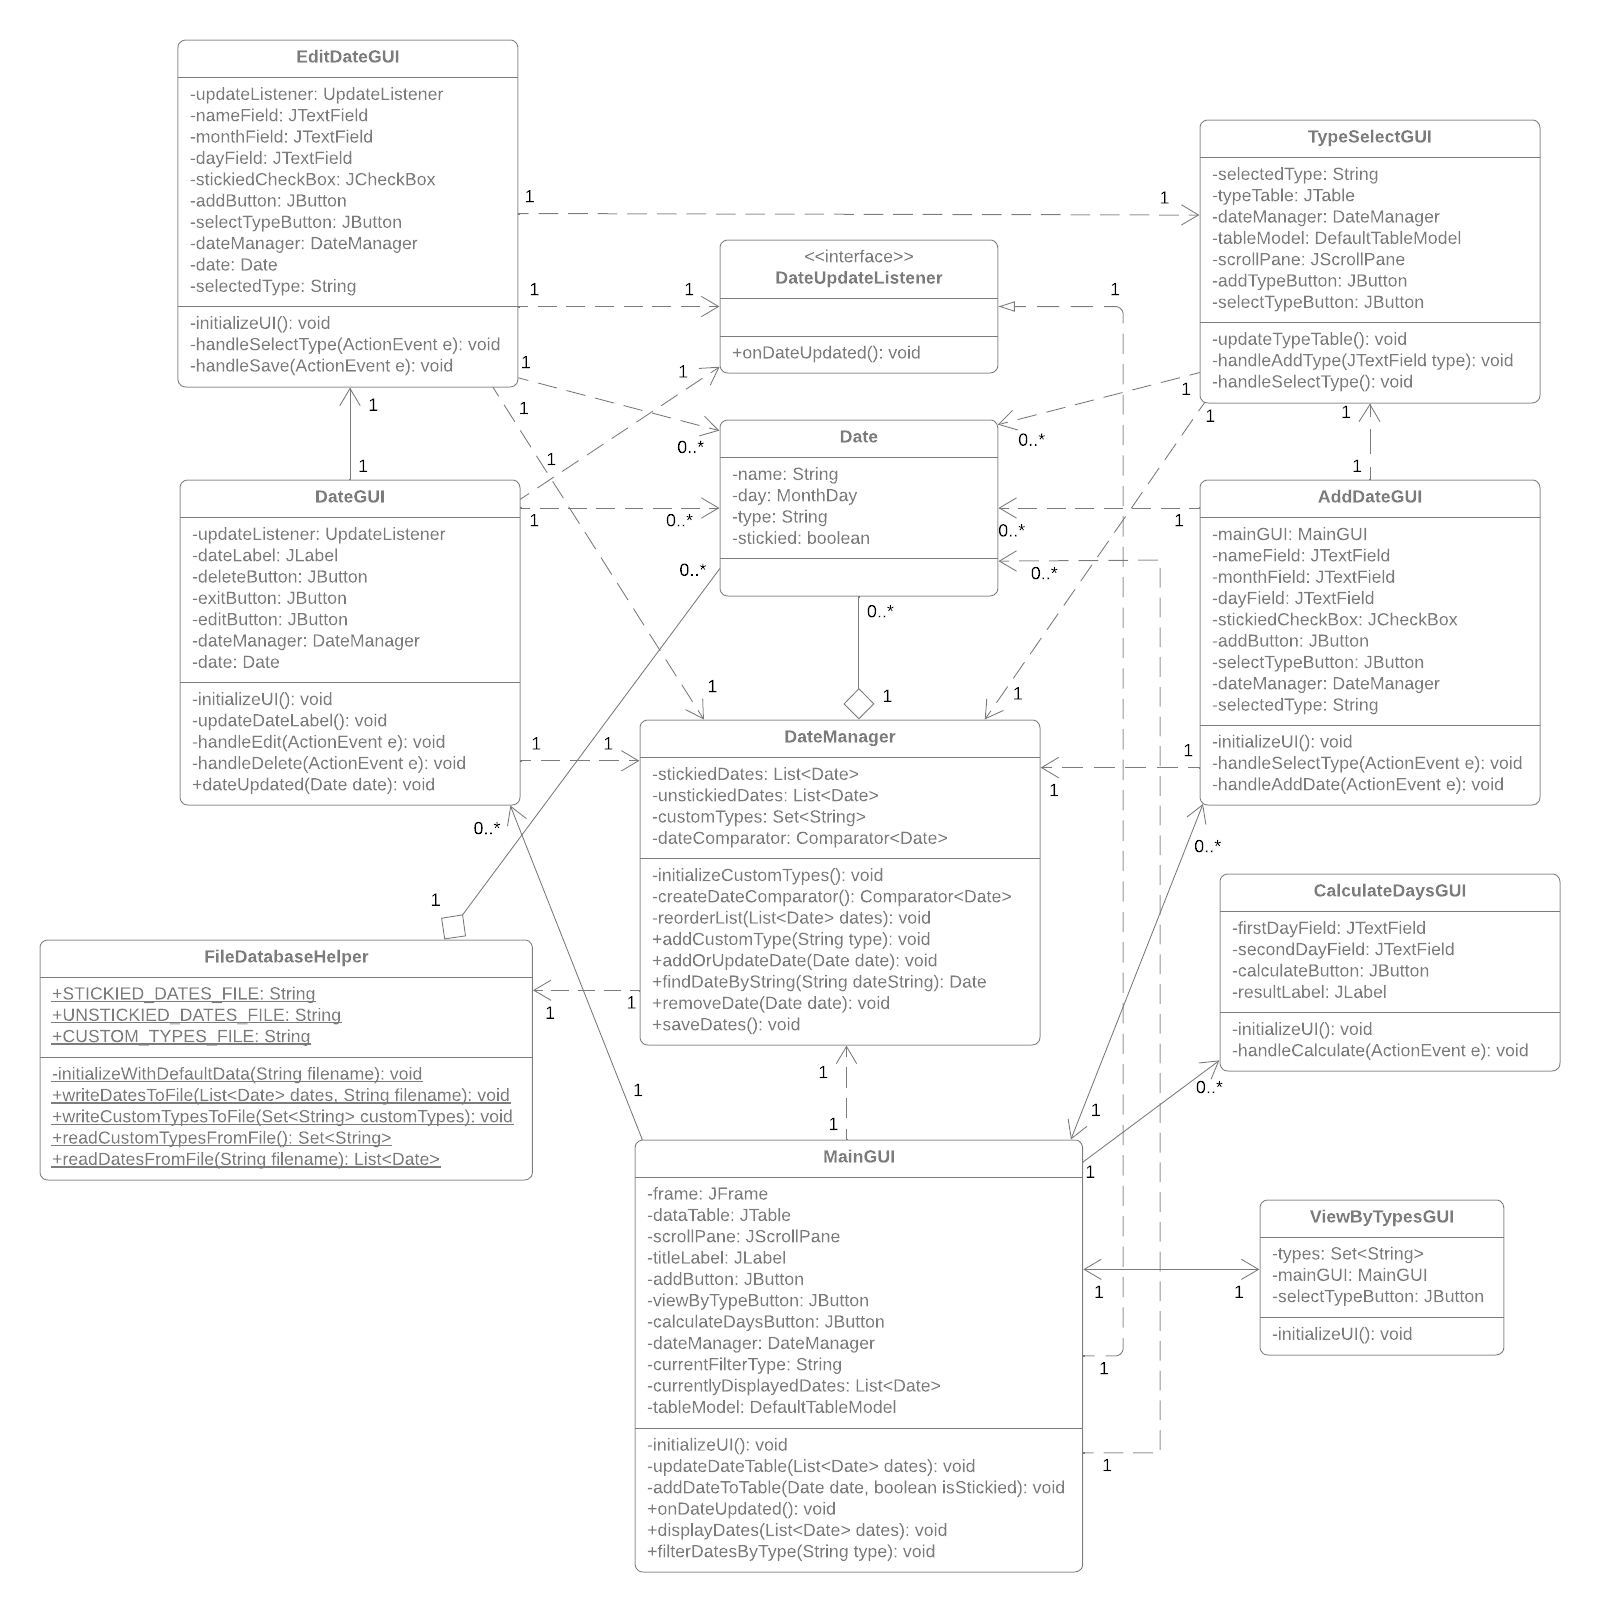 EditDateGUI
-updateListener: UpdateListener
-nameField: JTextField
-monthField: JTextField
-dayField: JTextField
-stickiedCheckBox: JCheckBox
-addButton: JButton
-selectTypeButton: JButton
-dateManager: DateManager
-date: Date
-selectedType: String
-initializeUI(): void
-handleSelectType(ActionEvent e): void
-handleSave(ActionEvent e): void
TypeSelectGUI
-selectedType: String
-typeTable: JTable
-dateManager: DateManager
-tableModel: DefaultTableModel
-scrollPane: JScrollPane
-addTypeButton: JButton
-selectTypeButton: JButton
-updateTypeTable(): void
-handleAddType(JTextField type): void
-handleSelectType(): void
1
1
<<interface>>
DateUpdateListener
+onDateUpdated(): void
1
1
1
1
1
1
1
1
0..*
1
1
0..*
1
1
1
1
Date
-name: String
-day: MonthDay
-type: String
-stickied: boolean
DateGUI
-updateListener: UpdateListener
-dateLabel: JLabel
-deleteButton: JButton
-exitButton: JButton
-editButton: JButton
-dateManager: DateManager
-date: Date
-initializeUI(): void
-updateDateLabel(): void
-handleEdit(ActionEvent e): void
-handleDelete(ActionEvent e): void
+dateUpdated(Date date): void
1
0..*
0..*
1
0..*
0..*
0..*
1
1
1
AddDateGUI
-mainGUI: MainGUI
-nameField: JTextField
-monthField: JTextField
-dayField: JTextField
-stickiedCheckBox: JCheckBox
-addButton: JButton
-selectTypeButton: JButton
-dateManager: DateManager
-selectedType: String
-initializeUI(): void
-handleSelectType(ActionEvent e): void
-handleAddDate(ActionEvent e): void
1
1
1
1
0..*
0..*
DateManager
-stickiedDates: List<Date>
-unstickiedDates: List<Date>
-customTypes: Set<String>
-dateComparator: Comparator<Date>
-initializeCustomTypes(): void
-createDateComparator(): Comparator<Date>
-reorderList(List<Date> dates): void
+addCustomType(String type): void
+addOrUpdateDate(Date date): void
+findDateByString(String dateString): Date
+removeDate(Date date): void
+saveDates(): void
CalculateDaysGUI
-firstDayField: JTextField
-secondDayField: JTextField
-calculateButton: JButton
-resultLabel: JLabel
-initializeUI(): void
-handleCalculate(ActionEvent e): void
1
FileDatabaseHelper
+STICKIED_DATES_FILE: String
+UNSTICKIED_DATES_FILE: String
+CUSTOM_TYPES_FILE: String
-initializeWithDefaultData(String filename): void
+writeDatesToFile(List<Date> dates, String filename): void
+writeCustomTypesToFile(Set<String> customTypes): void
+readCustomTypesFromFile(): Set<String>
+readDatesFromFile(String filename): List<Date>
1
1
1
1
0..*
1
1
1
MainGUI
-frame: JFrame
-dataTable: JTable
-scrollPane: JScrollPane
-titleLabel: JLabel
-addButton: JButton
-viewByTypeButton: JButton
-calculateDaysButton: JButton
-dateManager: DateManager
-currentFilterType: String
-currentlyDisplayedDates: List<Date>
-tableModel: DefaultTableModel
-initializeUI(): void
-updateDateTable(List<Date> dates): void
-addDateToTable(Date date, boolean isStickied): void
+onDateUpdated(): void
+displayDates(List<Date> dates): void
+filterDatesByType(String type): void
1
1
1
1
ViewByTypesGUI
-types: Set<String>
-mainGUI: MainGUI
-selectTypeButton: JButton
-initializeUI(): void